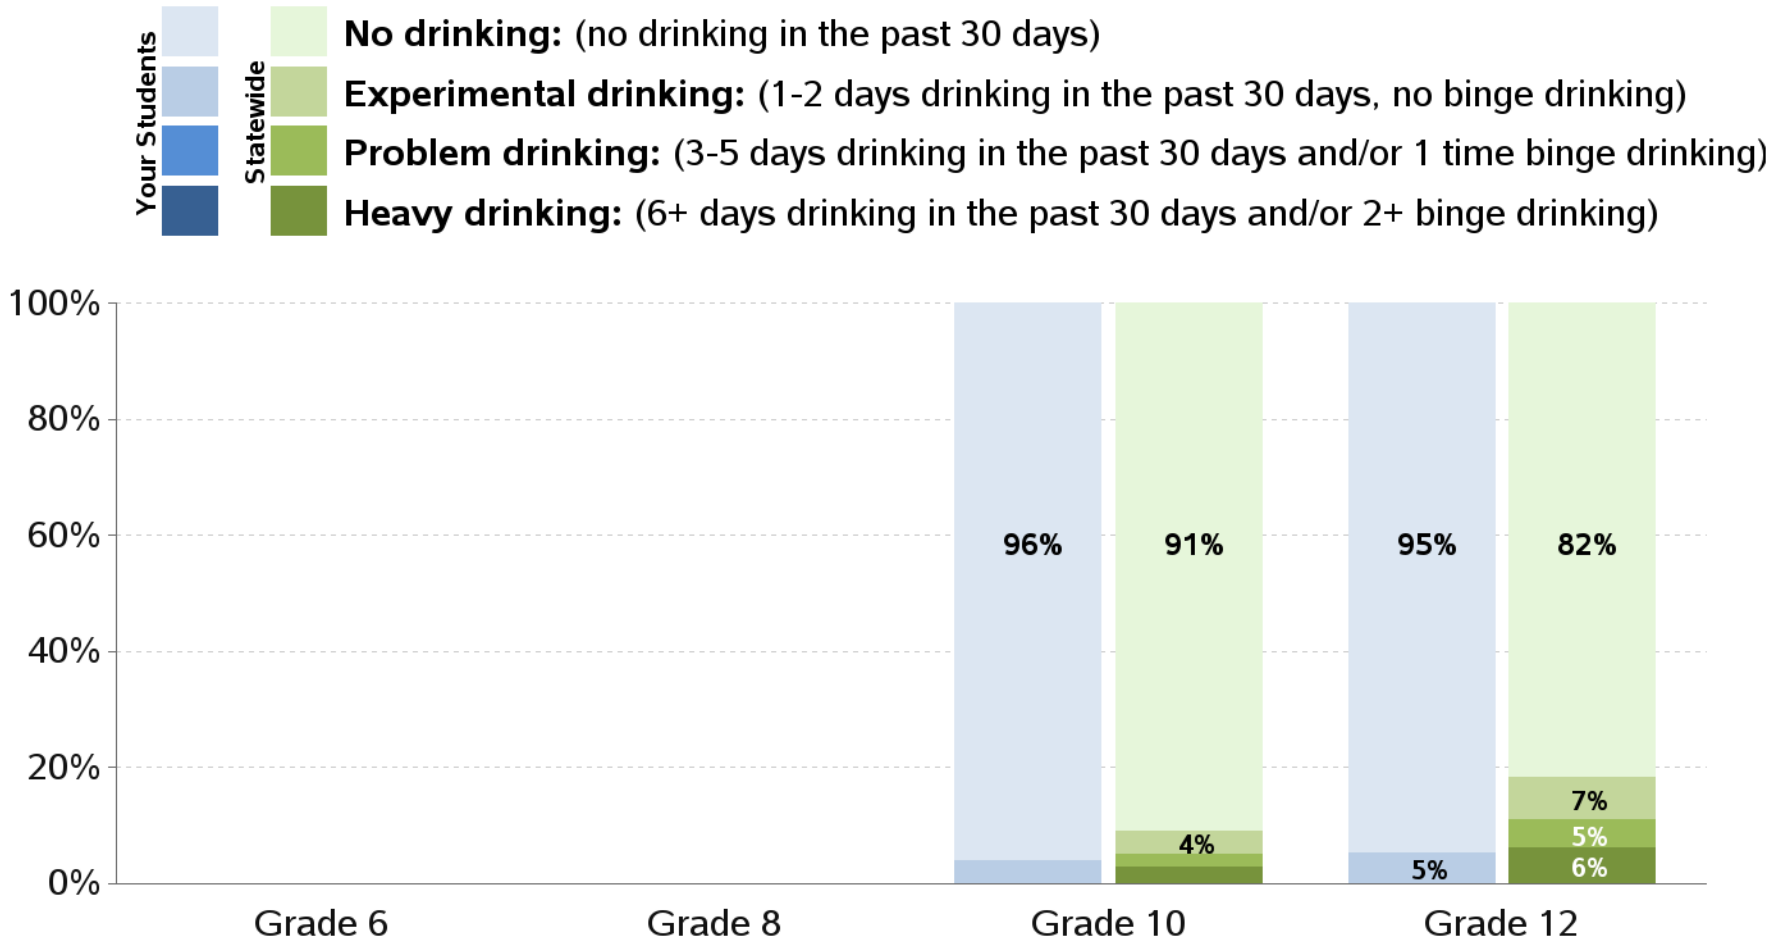 Your Students
Statewide
No drinking: (no drinking in the past 30 days)
Experimental drinking: (1-2 days drinking in the past 30 days, no binge drinking)
Problem drinking: (3-5 days drinking in the past 30 days and/or 1 time binge drinking)
Heavy drinking: (6+ days drinking in the past 30 days and/or 2+ binge drinking)
100%
80%
60%
40%
20%
0%
96%
91%
4%
95%
5%
82%
7%
5%
6%
Grade 6
Grade 8
Grade 10
Grade 12